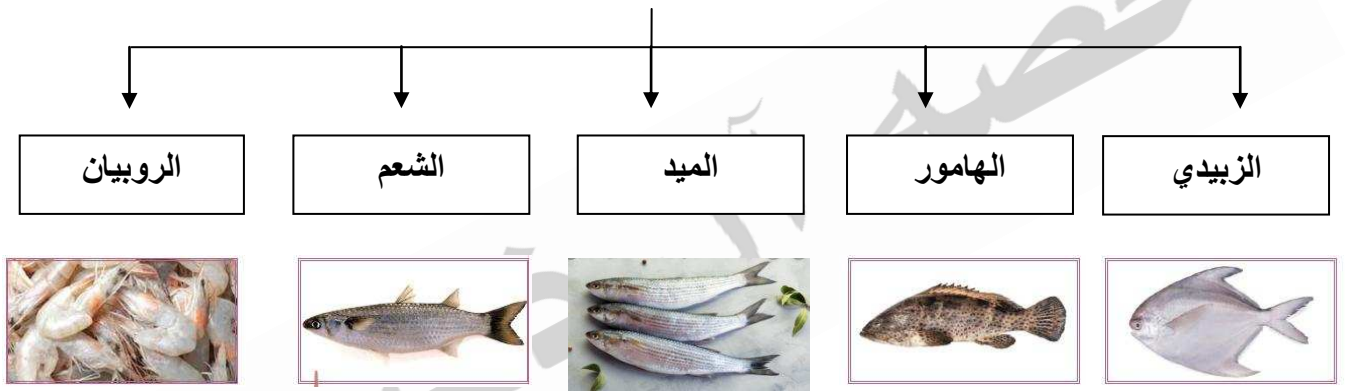 الزبيدي
الهامور
الميد
الشعم
الروبيان